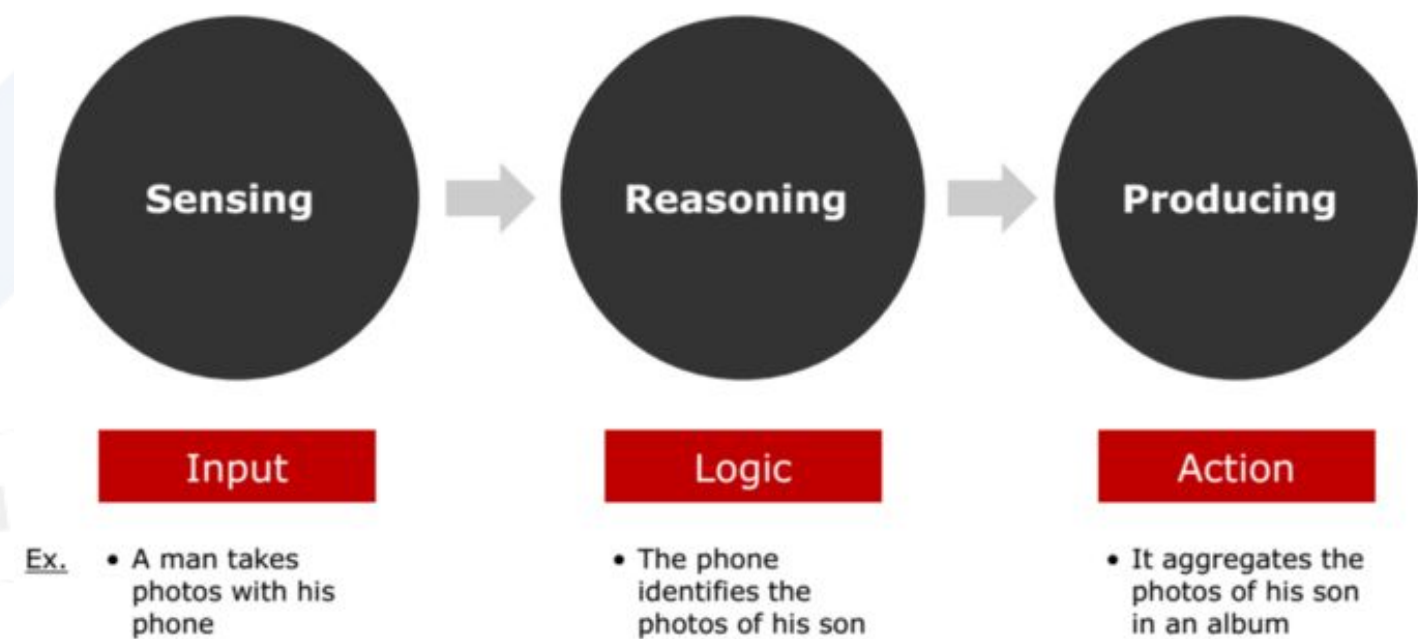 Sensing
Reasoning
Producing
Input
Logic
Action
Ex.
• A man takes
photos with his
phone
• The phone
identifies the
photos of his son
• It aggregates the
photos of his son
in an album